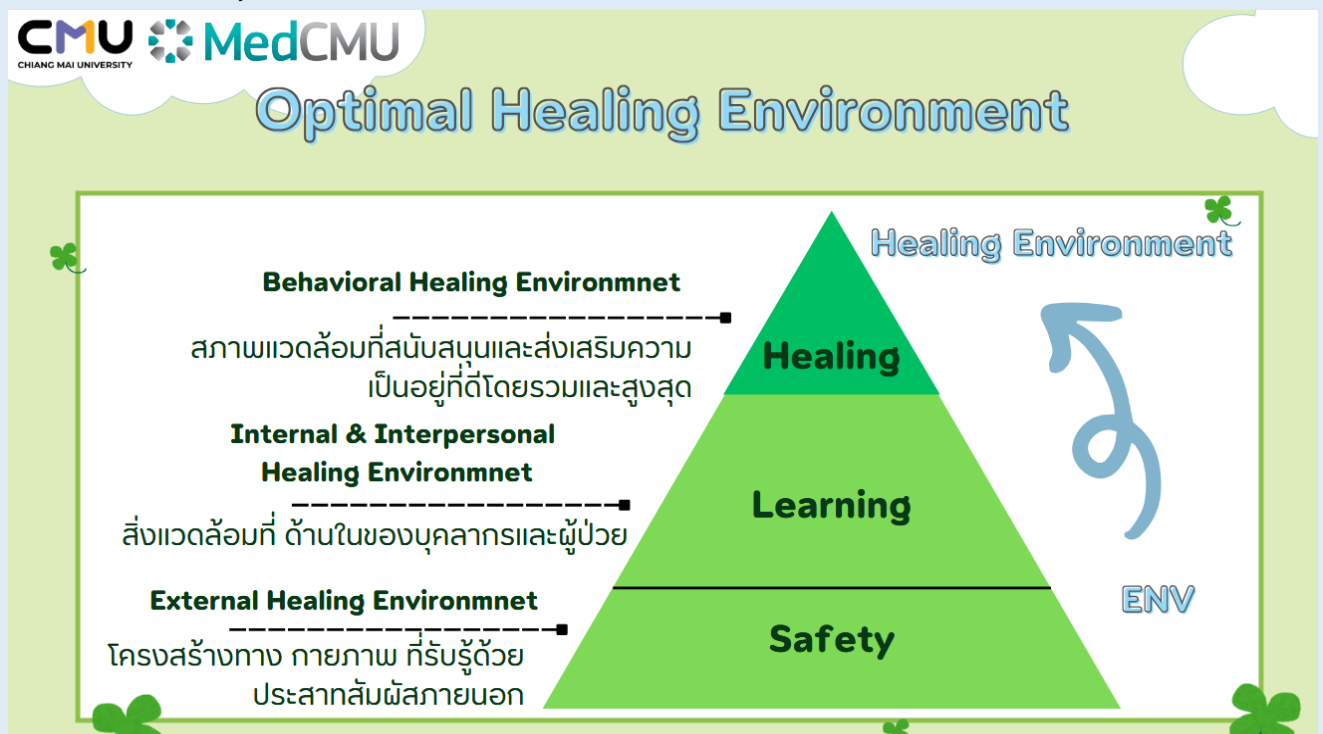 CMU MedCMU
CHIANG MAI UNIVERSITY
Optimal Healing Environment
Healing Environment
Behavioral Healing Environmnet
สภาพแวดล้อมที่สนับสนุนและส่งเสริมความ
เป็นอยู่ที่ดีโดยรวมและสูงสุด
Healing
Internal & Interpersonal
Healing Environmnet
สิ่งแวดล้อมที่ ด้านในของบุคลากรและผู้ป่วย
Learning
External Healing Environmnet
โครงสร้างทาง กายภาพ ที่รับรู้ด้วย
ประสาทสัมผัสภายนอก
Safety
ENV